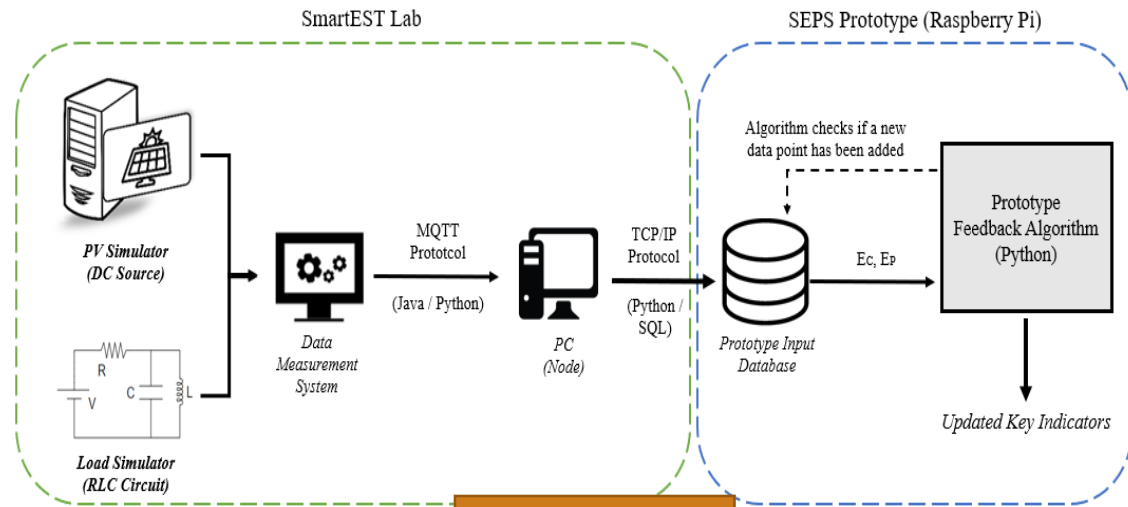 SmartEST Lab
SEPS Prototype (Raspberry Pi)
PV Simulator
(DC Source)
R
V
C
L
Load Simulator
(RLC Circuit)
Data
Measurement
System
MQTT
Prototcol
(Java / Python)
PC
(Node)
TCP/IP
Protocol
(Python /
SQL)
Algorithm checks if a new
data point has been added
Prototype Input
Database
EC, EP
Prototype
Feedback Algorithm
(Python)
Updated Key Indicators